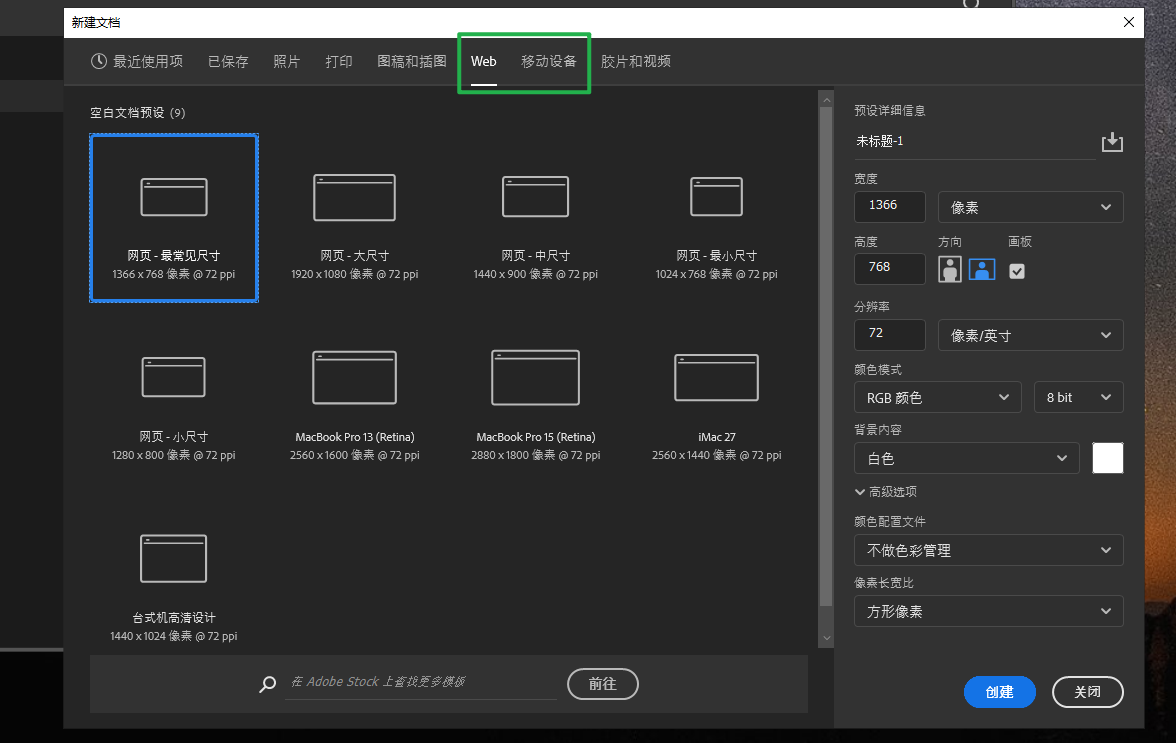 新建文档
最近使用项 已保存 照片 打印 图稿和插图 Web 移动设备 胶片和视频
空白文档预设 (9)
网页 - 最常见尺寸
1366 x 768 像素 @ 72 ppi
网页 - 大尺寸
1920 x 1080 像素 @ 72 ppi
网页 - 中尺寸
1440 x 900 像素 @ 72 ppi
网页 - 最小尺寸
1024 x 768 像素 @ 72 ppi
网页 - 小尺寸
1280 x 800 像素 @ 72 ppi
MacBook Pro 13 (Retina)
2560 x 1600 像素 @ 72 ppi
MacBook Pro 15 (Retina)
2880 x 1800 像素 @ 72 ppi
iMac 27
2560 x 1440 像素 @ 72 ppi
台式机高清设计
1440 x 1024 像素 @ 72 ppi
在 Adobe Stock 上查找更多模板
前往
预设详细信息
未标题-1
宽度
1366 像素
高度 方向 画板
768
分辨率
72 像素/英寸
颜色模式
RGB 颜色 8 bit
背景内容
白色
高级选项
颜色配置文件
不做色彩管理
像素长宽比
方形像素
创建 关闭